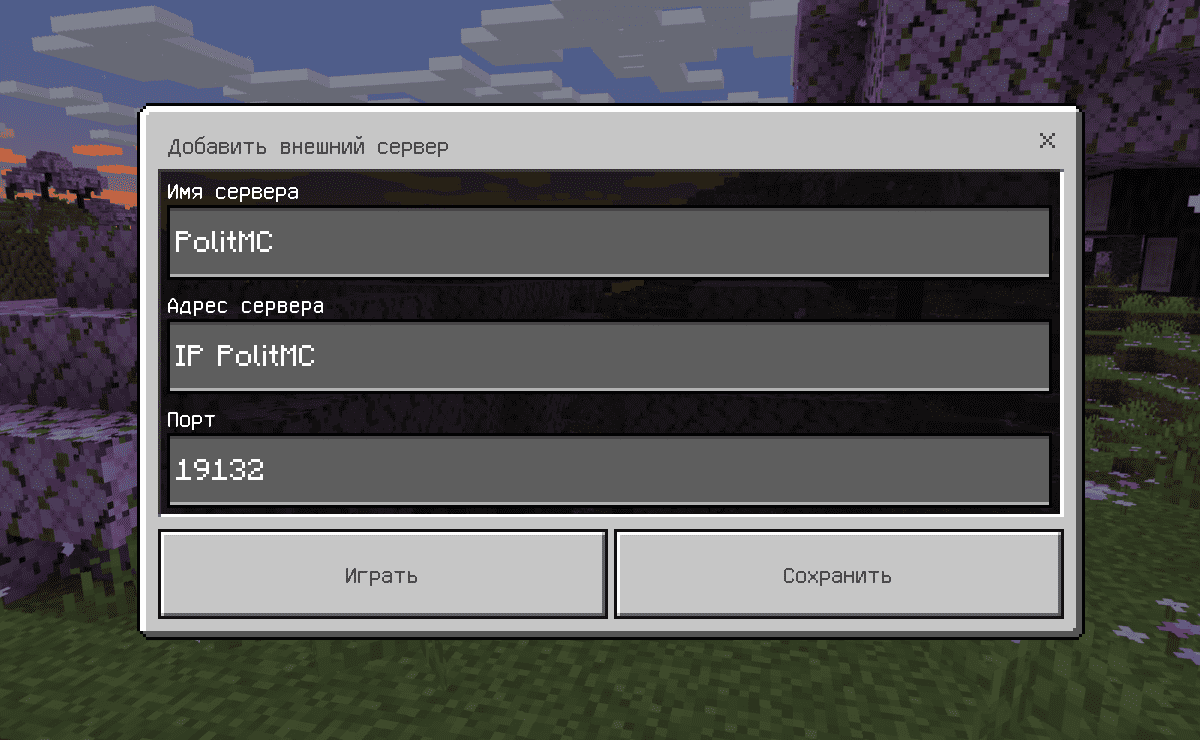 Добавить внешний сервер
Имя сервера
PolitMC
Адрес сервера
IP PolitMC
Порт
19132
Играть
Сохранить